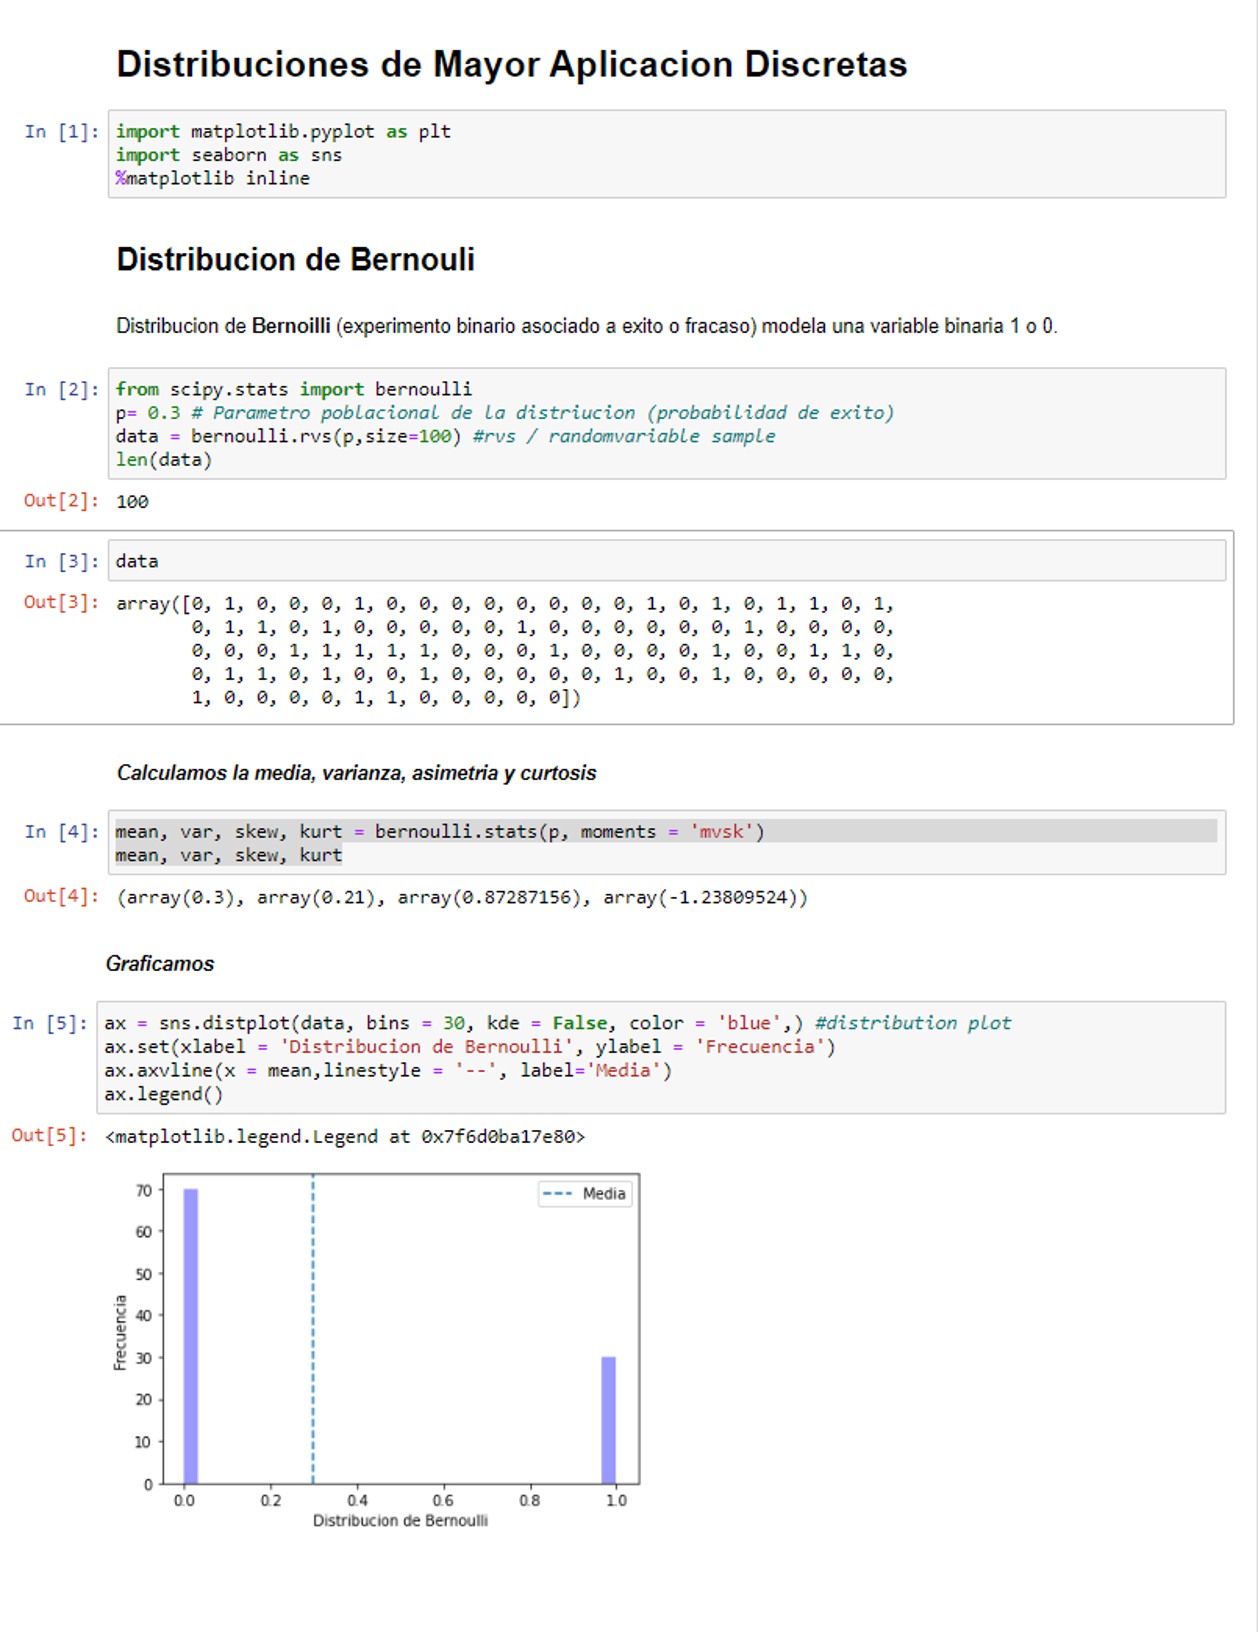 Distribuciones de Mayor Aplicacion Discretas
In [1]: import matplotlib.pyplot as plt
import seaborn as sns
%matplotlib inline
Distribucion de Bernouli
Distribucion de Bernoilli (experimento binario asociado a exito o fracaso) modela una variable binaria 1 o 0.
In [2]: from scipy.stats import bernoulli
p= 0.3 # Parametro poblacional de la distriucion (probabilidad de exito)
data = bernoulli.rvs(p,size=100) #rvs / randomvariable sample
len(data)
Out[2]: 100
In [3]: data
Out[3]: array([0, 1, 0, 0, 0, 1, 0, 0, 0, 0, 0, 0, 0, 0, 1, 0, 1, 0, 1, 1, 0, 1,
0, 1, 1, 0, 1, 0, 0, 0, 0, 0, 1, 0, 0, 0, 0, 0, 0, 1, 0, 0, 0, 0,
0, 0, 0, 1, 1, 1, 1, 1, 0, 0, 0, 1, 0, 0, 0, 0, 1, 0, 0, 1, 1, 0,
0, 1, 1, 0, 1, 0, 0, 1, 0, 0, 0, 0, 0, 1, 0, 0, 1, 0, 0, 0, 0, 0,
1, 0, 0, 0, 0, 1, 1, 0, 0, 0, 0, 0])
Calculamos la media, varianza, asimetria y curtosis
In [4]: mean, var, skew, kurt = bernoulli.stats(p, moments = 'mvsk')
mean, var, skew, kurt
Out[4]: (array(0.3), array(0.21), array(0.87287156), array(-1.23809524))
Graficamos
In [5]: ax = sns.distplot(data, bins = 30, kde = False, color = 'blue',) #distribution plot
ax.set(xlabel = 'Distribucion de Bernoulli', ylabel = 'Frecuencia')
ax.axvline(x = mean,linestyle = '--', label='Media')
ax.legend()
Out[5]: <matplotlib.legend.Legend at 0x7f6d0ba17e80>
Media
70
60
50
40
30
20
10
0
Frecuencia
0.0 0.2 0.4 0.6 0.8 1.0
Distribucion de Bernoulli